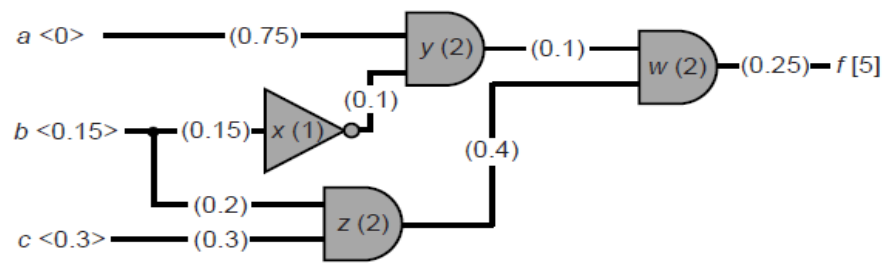 a <0> (0.75) y (2) (0.1) w (2) (0.25) f [5]
(0.1)
b <0.15> (0.15) x (1)
(0.4)
(0.2)
z (2)
c <0.3> (0.3)